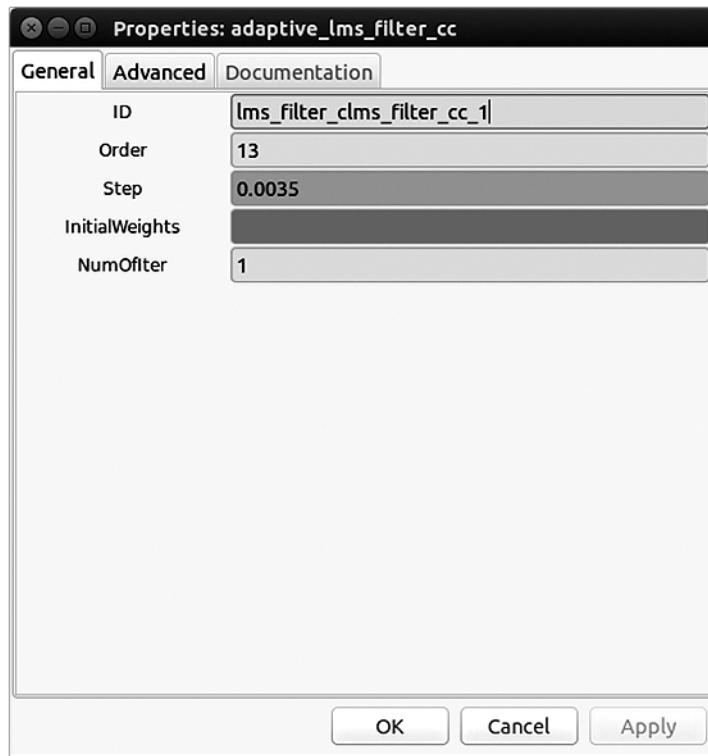 Properties: adaptive_lms_filter_cc
General Advanced Documentation
ID lms_filter_clms_filter_cc_1
Order 13
Step 0.0035
InitialWeights
NumOfIter 1
OK Cancel Apply